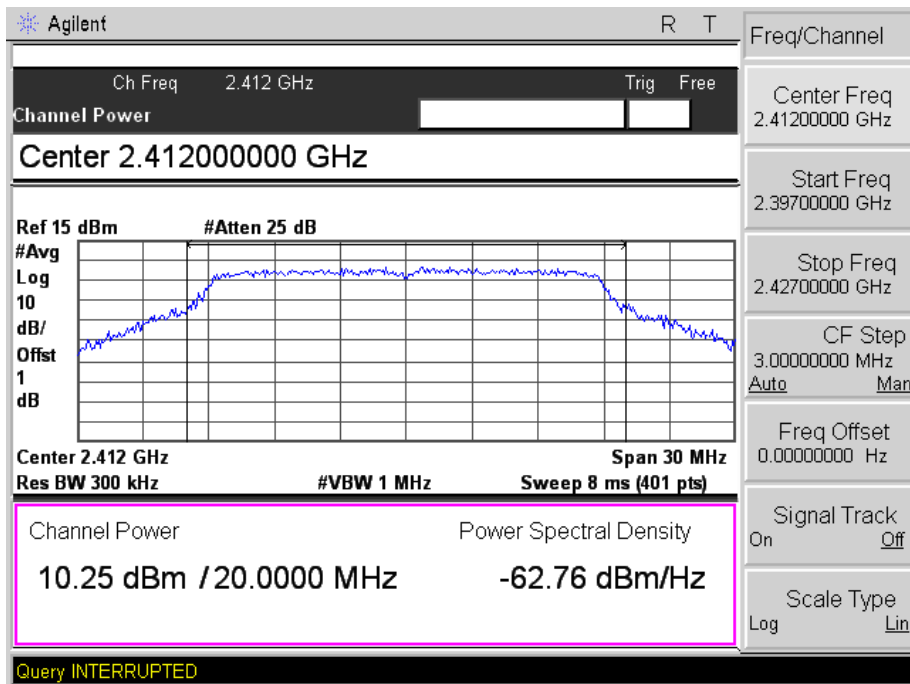 Agilent R T
Freq/Channel
Ch Freq 2.412 GHz Trig Free
Channel Power
Center 2.412000000 GHz
Ref 15 dBm #Atten 25 dB
#Avg
Log
10
dB/
Offst
1
dB
Center 2.412 GHz Span 30 MHz
Res BW 300 kHz #VBW 1 MHz Sweep 8 ms (401 pts)
Channel Power Power Spectral Density
10.25 dBm / 20.0000 MHz -62.76 dBm/Hz
Center Freq
2.41200000 GHz
Start Freq
2.39700000 GHz
Stop Freq
2.42700000 GHz
CF Step
3.00000000 MHz
Auto Man
Freq Offset
0.00000000 Hz
Signal Track
On Off
Scale Type
Log Lin
Query INTERRUPTED